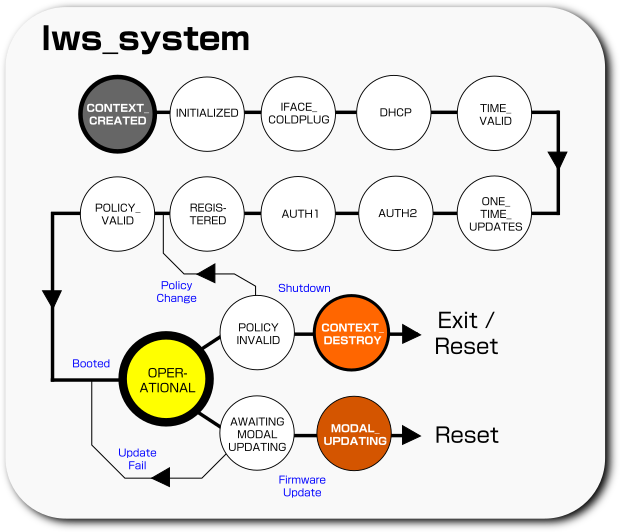 lws_system
CONTEXT_
CREATED
INITIALIZED
IFACE_
COLDPLUG
DHCP
TIME_
VALID
POLICY_
VALID
REGIS-
TERED
AUTH1
AUTH2
ONE_
TIME_
UPDATES
Policy
Change
Shutdown
POLICY
INVALID
CONTEXT_
DESTROY
Exit /
Reset
Booted
OPER-
ATIONAL
AWAITING
MODAL
UPDATING
MODAL_
UPDATING
Reset
Update
Fail
Firmware
Update